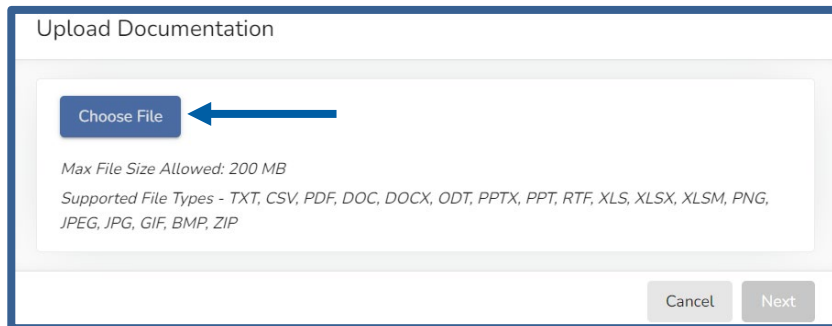 Upload Documentation
Choose File
Max File Size Allowed: 200 MB
Supported File Types - TXT, CSV, PDF, DOC, DOCX, ODT, PPTX, PPT, RTF, XLS, XLSX, XLSM, PNG,
JPEG, JPG, GIF, BMP, ZIP
Cancel Next